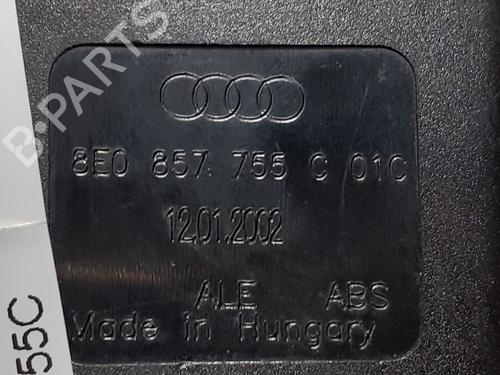 B-PARTS
8E0 857 755 C 01C
12.01.2002
ALE ABS
Made in Hungary
55C